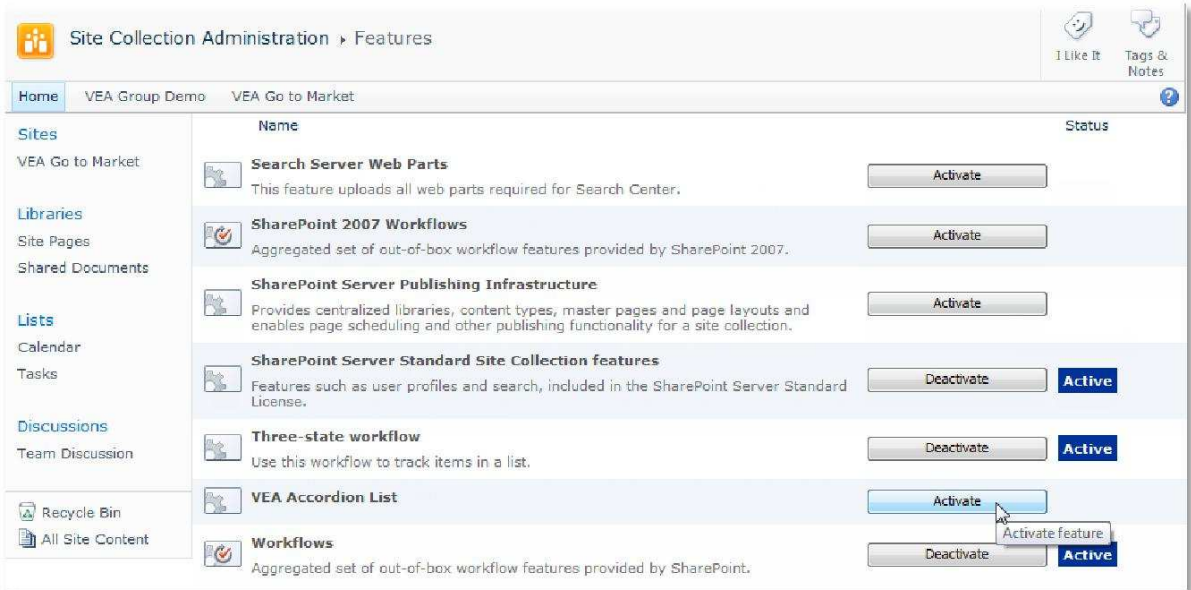 Site Collection Administration ▸ Features
I Like It
Tags &
Notes
Home VEA Group Demo VEA Go to Market
Sites
VEA Go to Market
Libraries
Site Pages
Shared Documents
Lists
Calendar
Tasks
Discussions
Team Discussion
Recycle Bin
All Site Content
Name Status
Search Server Web Parts
This feature uploads all web parts required for Search Center.
Activate
SharePoint 2007 Workflows
Aggregated set of out-of-box workflow features provided by SharePoint 2007.
Activate
SharePoint Server Publishing Infrastructure
Provides centralized libraries, content types, master pages and page layouts and
enables page scheduling and other publishing functionality for a site collection.
Activate
SharePoint Server Standard Site Collection features
Features such as user profiles and search, included in the SharePoint Server Standard
License.
Deactivate Active
Three-state workflow
Use this workflow to track items in a list.
Deactivate Active
VEA Accordion List
Activate
Activate feature
Workflows
Aggregated set of out-of-box workflow features provided by SharePoint.
Deactivate Active